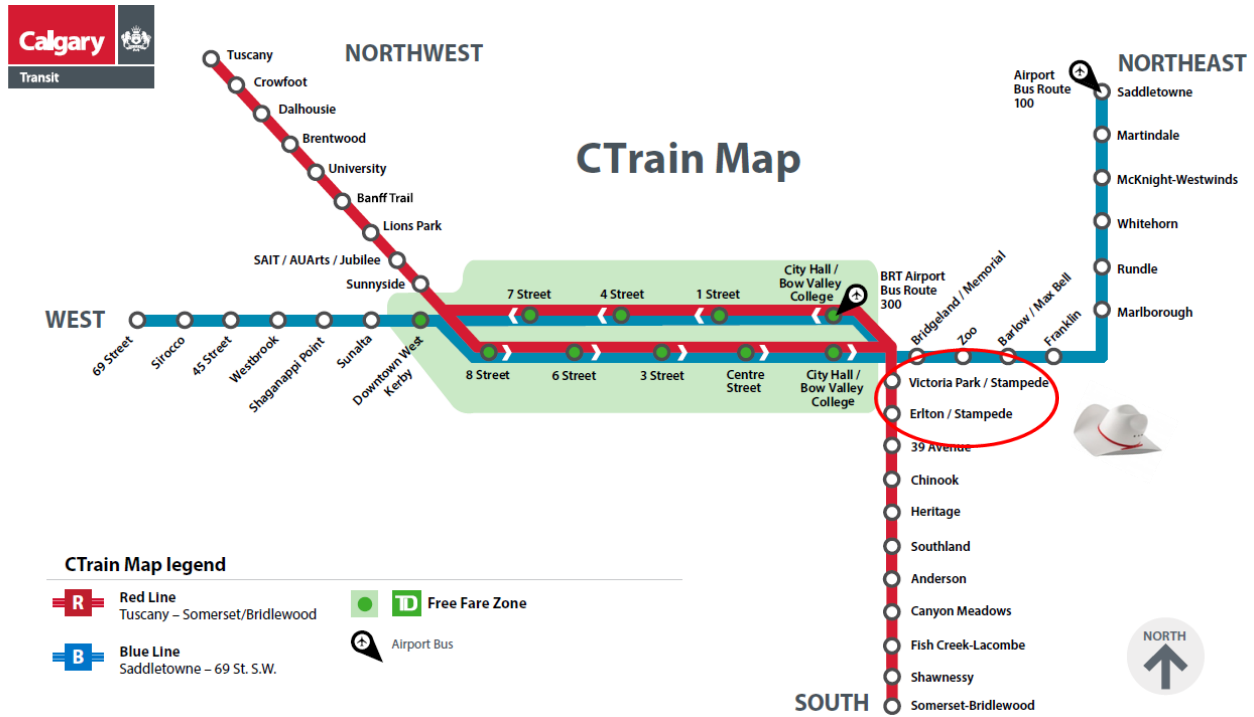 Calgary
Transit
NORTHWEST
NORTHEAST
CTrain Map
Tuscany
Crowfoot
Dalhousie
Brentwood
University
Banff Trail
Lions Park
SAIT / AUArts / Jubilee
Sunnyside
Airport
Bus Route
100
Saddletowne
Martindale
McKnight-Westwinds
Whitehorn
Rundle
Marlborough
WEST
69 Street
Sirocco
45 Street
Westbrook
Shaganappi Point
Sunalta
Downtown West
Kerby
7 Street
4 Street
1 Street
City Hall /
Bow Valley
College
BRT Airport
Bus Route
300
8 Street
6 Street
3 Street
Centre
Street
City Hall /
Bow Valley
College
Bridgeland / Memorial
Zoo
Barlow / Max Bell
Franklin
Victoria Park / Stampede
Erlton / Stampede
39 Avenue
Chinook
Heritage
Southland
Anderson
Canyon Meadows
Fish Creek-Lacombe
Shawnessy
Somerset-Bridlewood
SOUTH
CTrain Map legend
R
Red Line
Tuscany – Somerset/Bridlewood
B
Blue Line
Saddletowne – 69 St. S.W.
TD Free Fare Zone
Airport Bus
NORTH